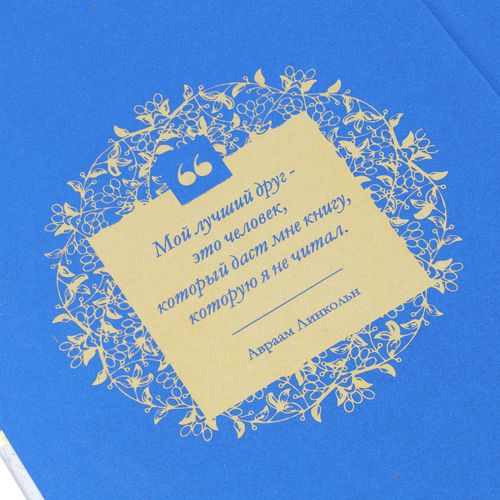 “
Мой лучший друг -
это человек,
который даст мне книгу,
которую я не читал.
Авраам Линкольн